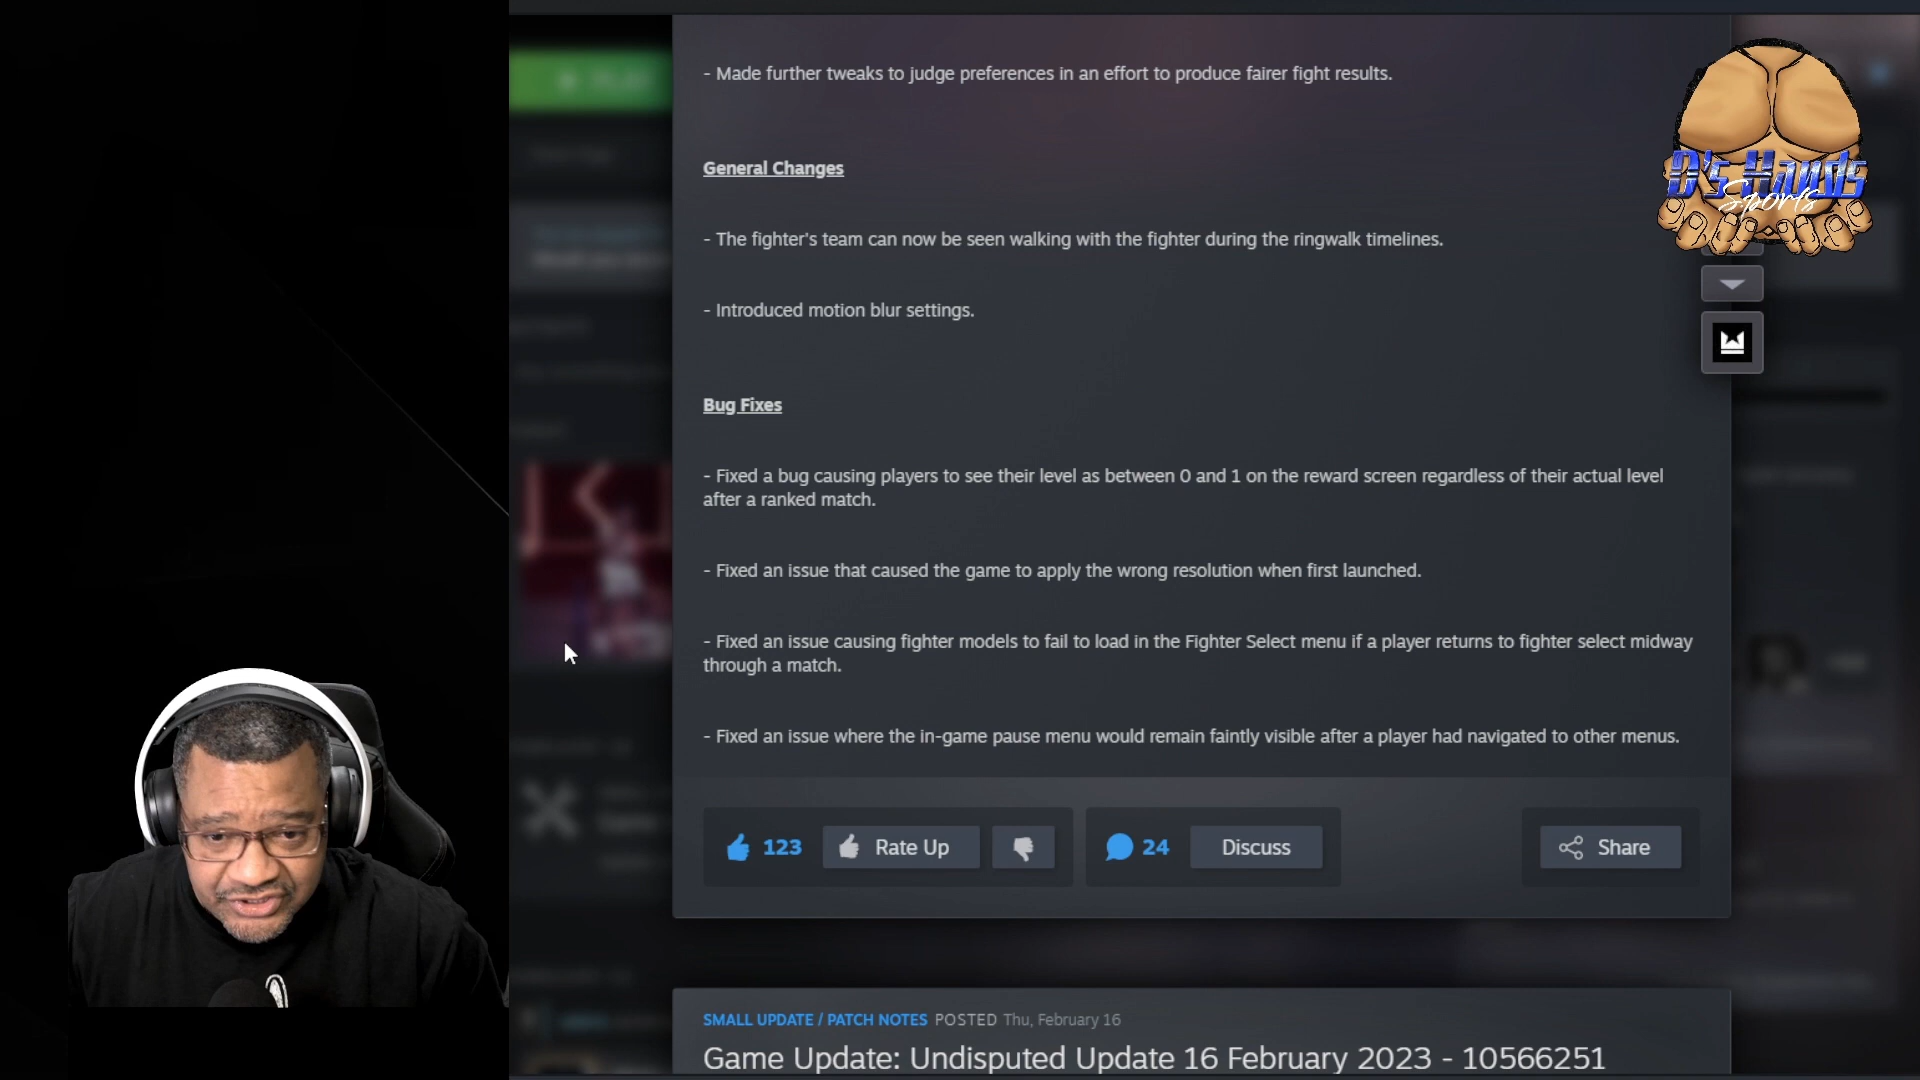 - Made further tweaks to judge preferences in an effort to produce fairer fight results.
General Changes
- The fighter's team can now be seen walking with the fighter during the ringwalk timelines.
- Introduced motion blur settings.
Bug Fixes
- Fixed a bug causing players to see their level as between 0 and 1 on the reward screen regardless of their actual level
after a ranked match.
- Fixed an issue that caused the game to apply the wrong resolution when first launched.
- Fixed an issue causing fighter models to fail to load in the Fighter Select menu if a player returns to fighter select midway
through a match.
- Fixed an issue where the in-game pause menu would remain faintly visible after a player had navigated to other menus.
123 Rate Up 24 Discuss Share
SMALL UPDATE / PATCH NOTES POSTED Thu, February 16
Game Update: Undisputed Update 16 February 2023 - 10566251
D's Hands
Sports